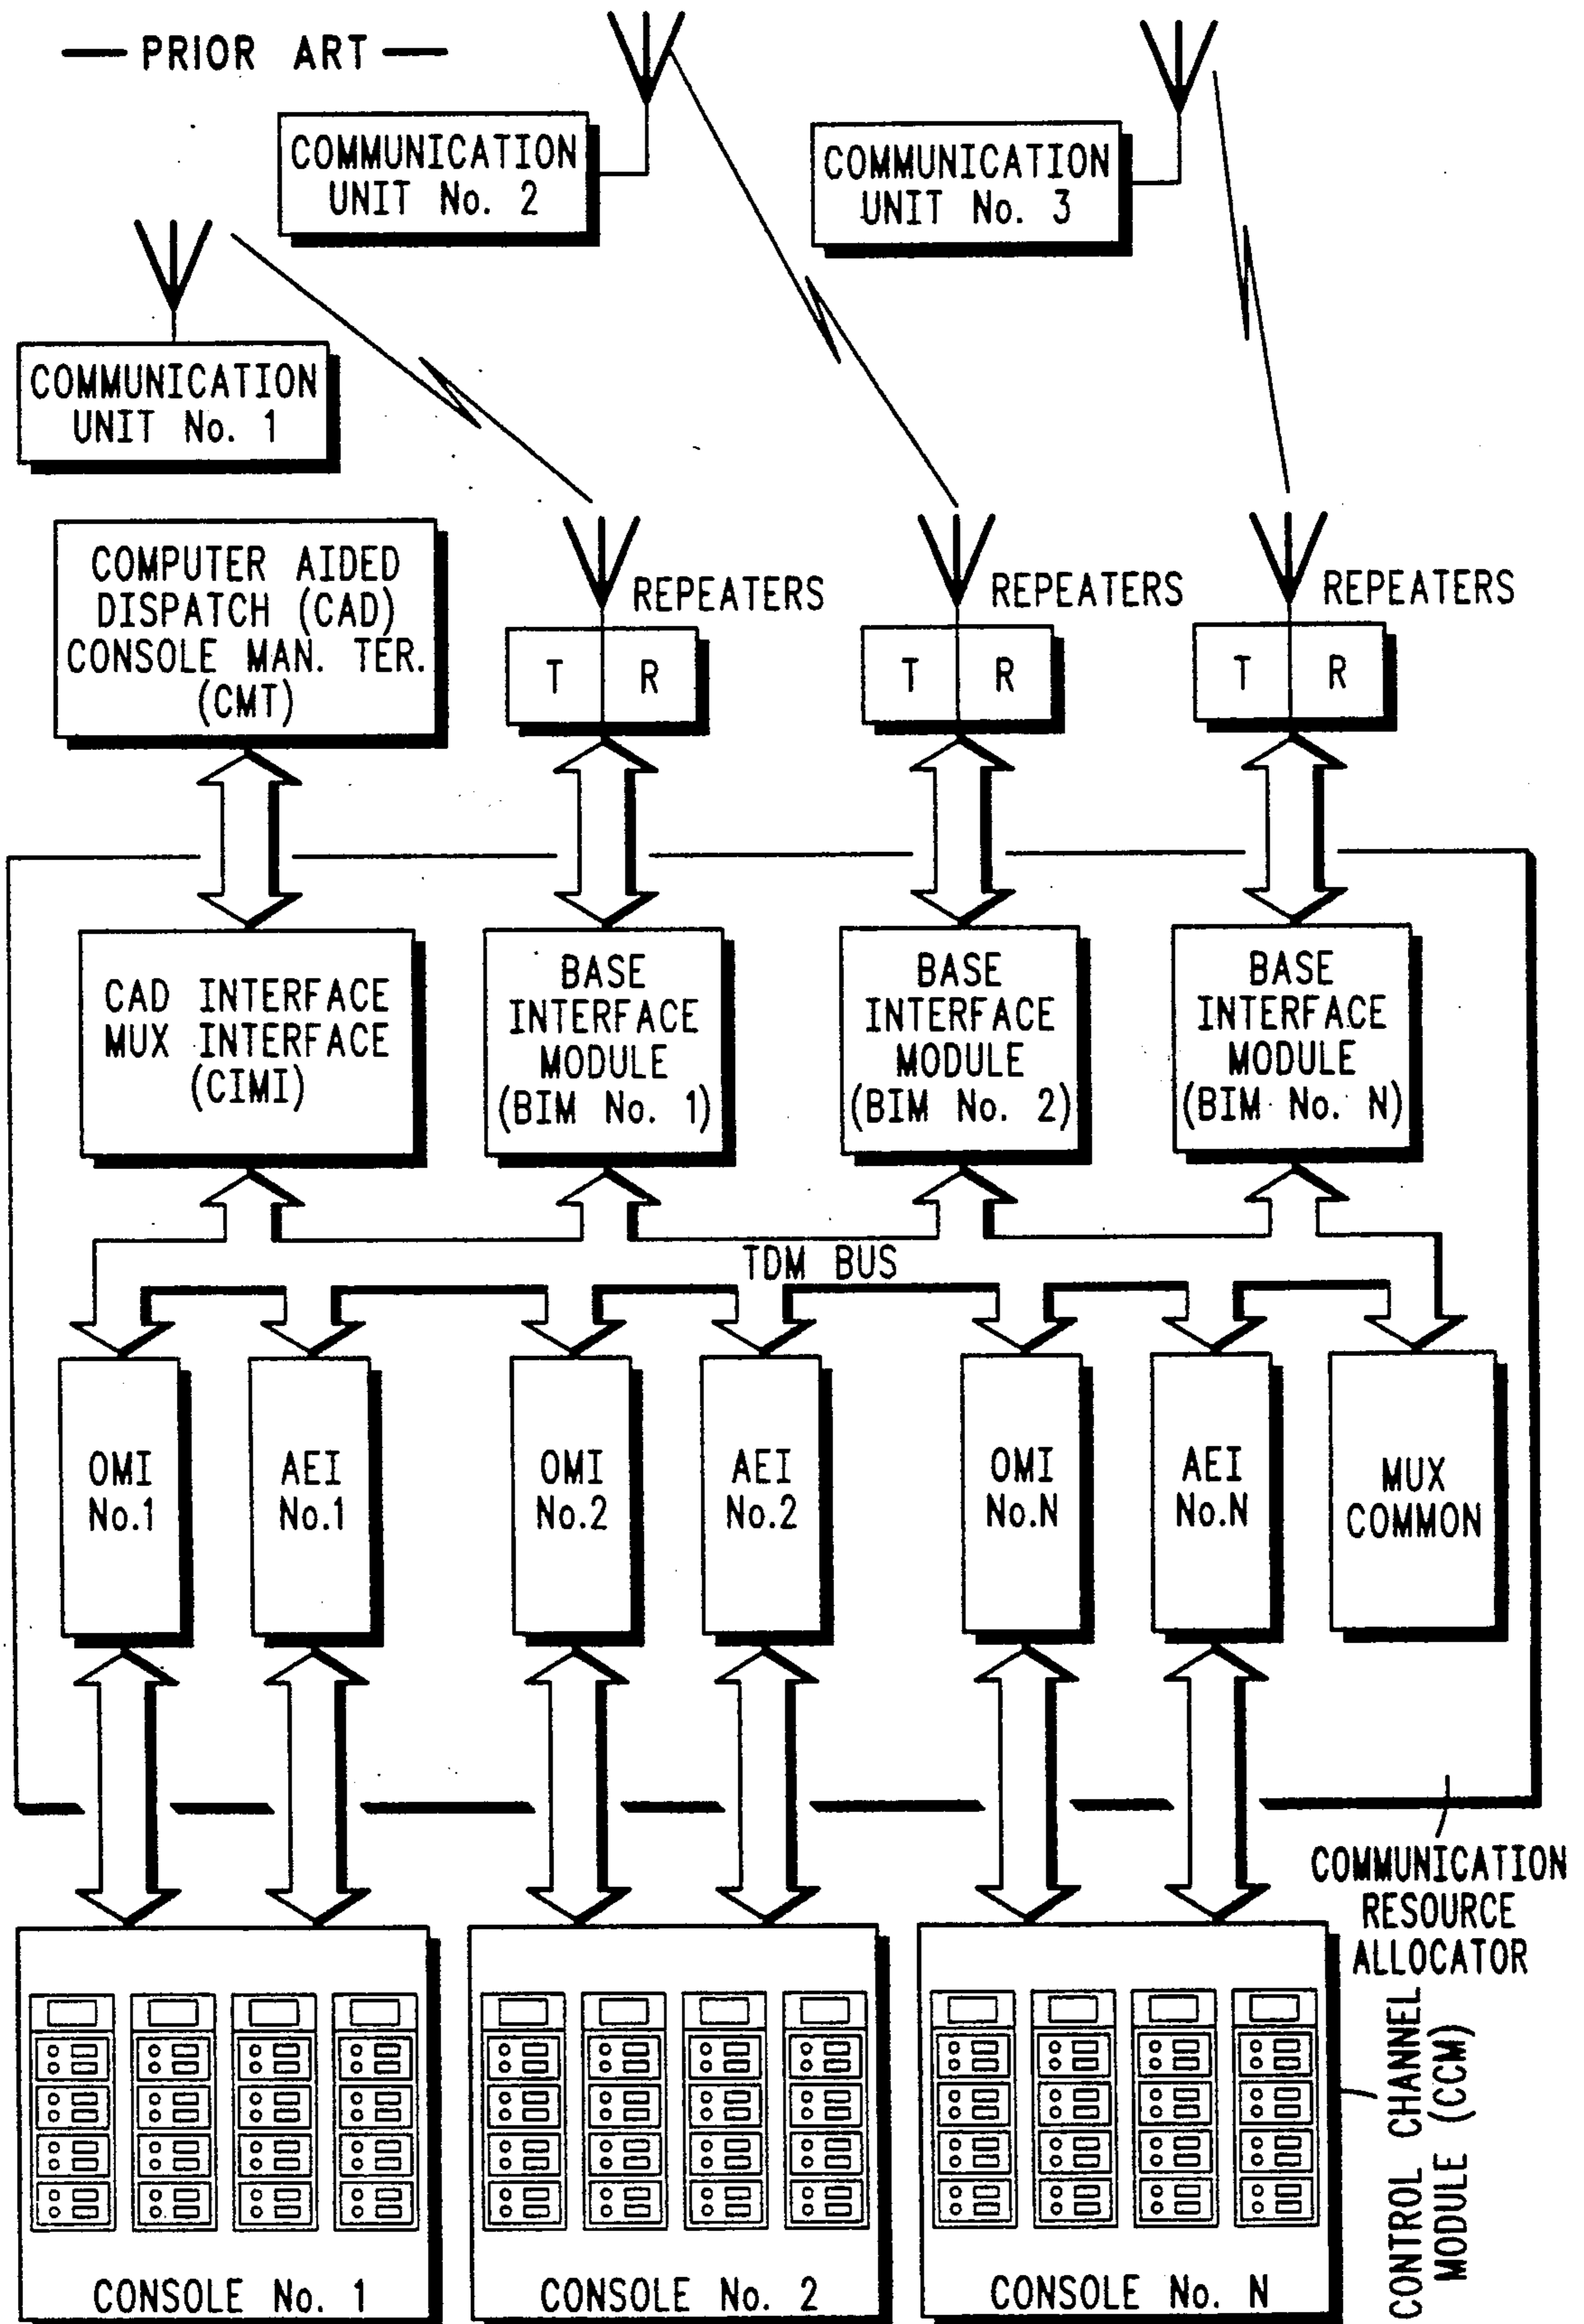 PRIOR ART
COMMUNICATION
UNIT No. 2
COMMUNICATION
UNIT No. 3
COMMUNICATION
UNIT No. 1
COMPUTER AIDED
DISPATCH (CAD)
CONSOLE MAN. TER.
(CMT)
REPEATERS
T
R
REPEATERS
T
R
REPEATERS
T
R
CAD INTERFACE
MUX INTERFACE
(CIMI)
BASE
INTERFACE
MODULE
(BIM No. 1)
BASE
INTERFACE
MODULE
(BIM No. 2)
BASE
INTERFACE
MODULE
(BIM No. N)
TDM BUS
OMI
No.1
AEI
No.1
OMI
No.2
AEI
No.2
OMI
No.N
AEI
No.N
MUX
COMMON
COMMUNICATION
RESOURCE
ALLOCATOR
CONTROL CHANNEL
MODULE (CCM)
CONSOLE No. 1
CONSOLE No. 2
CONSOLE No. N